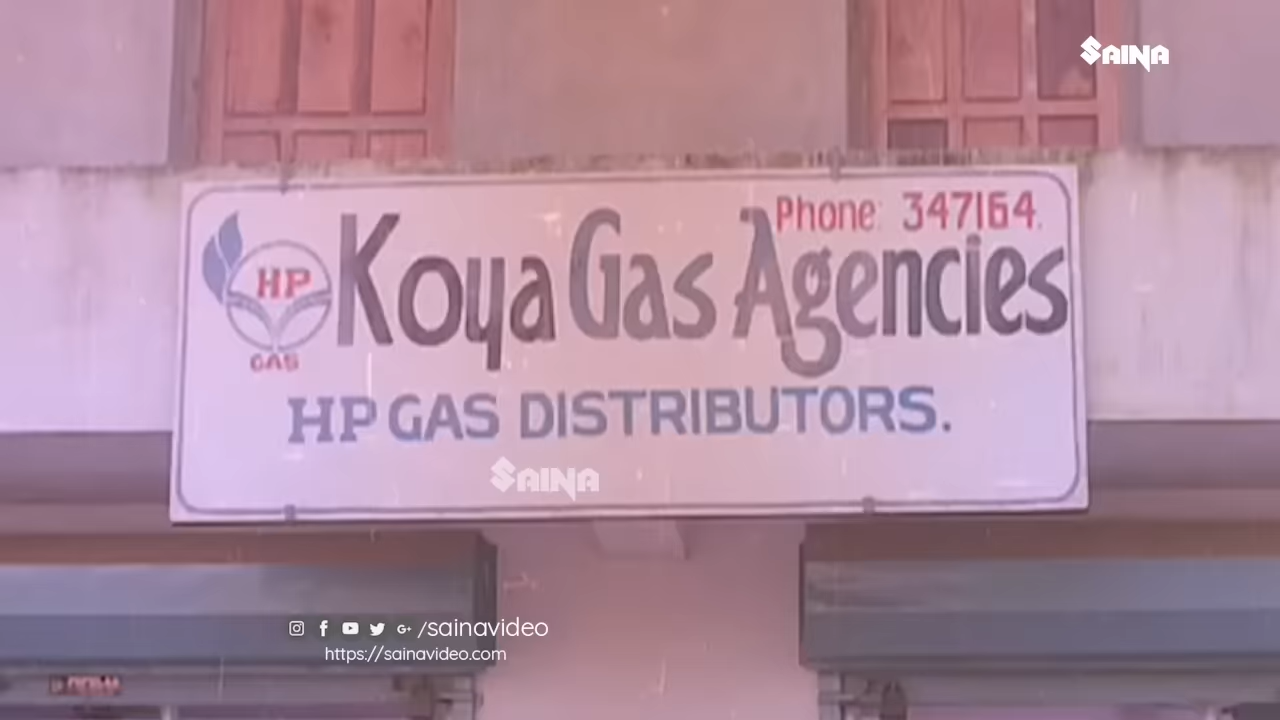 SAINA
Phone: 347164.
HP
GAS
Koya Gas Agencies
HP GAS DISTRIBUTORS.
SAINA
/sainavideo
https://sainavideo.com